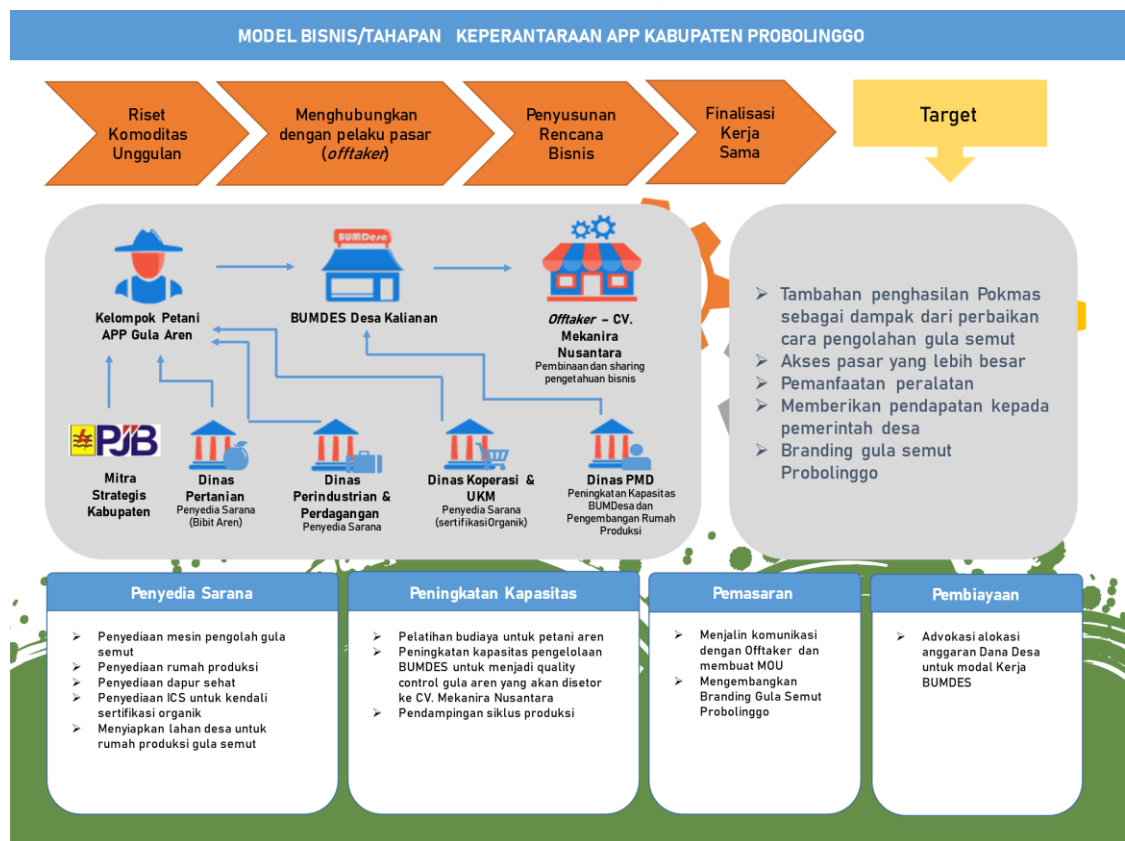 MODEL BISNIS/TAHAPAN KEPERANTARAAN APP KABUPATEN PROBOLINGGO
Riset
Komoditas
Unggulan
Menghubungkan
dengan pelaku pasar
(offtaker)
Penyusunan
Rencana
Bisnis
Finalisasi
Kerja
Sama
Target
BUMDesa
Kelompok Petani
APP Gula Aren
BUMDES Desa Kalianan
Offtaker – CV.
Mekanira
Nusantara
Pembinaan dan sharing
pengetahuan bisnis
PJB
Mitra
Strategis
Kabupaten
Dinas
Pertanian
Penyedia Sarana
(Bibit Aren)
Dinas
Perindustrian &
Perdagangan
Penyedia Sarana
Dinas Koperasi &
UKM
Penyedia Sarana
(sertifikasiOrganik)
Dinas PMD
Peningkatan Kapasitas
BUMDesa dan
Pengembangan Rumah
Produksi
➢ Tambahan penghasilan Pokmas
sebagai dampak dari perbaikan
cara pengolahan gula semut
➢ Akses pasar yang lebih besar
➢ Pemanfaatan peralatan
➢ Memberikan pendapatan kepada
pemerintah desa
➢ Branding gula semut
Probolinggo
Penyedia Sarana
➢ Penyediaan mesin pengolah gula
semut
➢ Penyediaan rumah produksi
➢ Penyediaan dapur sehat
➢ Penyediaan ICS untuk kendali
sertifikasi organik
➢ Menyiapkan lahan desa untuk
rumah produksi gula semut
Peningkatan Kapasitas
➢ Pelatihan budiaya untuk petani aren
➢ Peningkatan kapasitas pengelolaan
BUMDES untuk menjadi quality
control gula aren yang akan disetor
ke CV. Mekanira Nusantara
➢ Pendampingan siklus produksi
Pemasaran
➢ Menjalin komunikasi
dengan Offtaker dan
membuat MOU
➢ Mengembangkan
Branding Gula Semut
Probolinggo
Pembiayaan
➢ Advokasi alokasi
anggaran Dana Desa
untuk modal Kerja
BUMDES